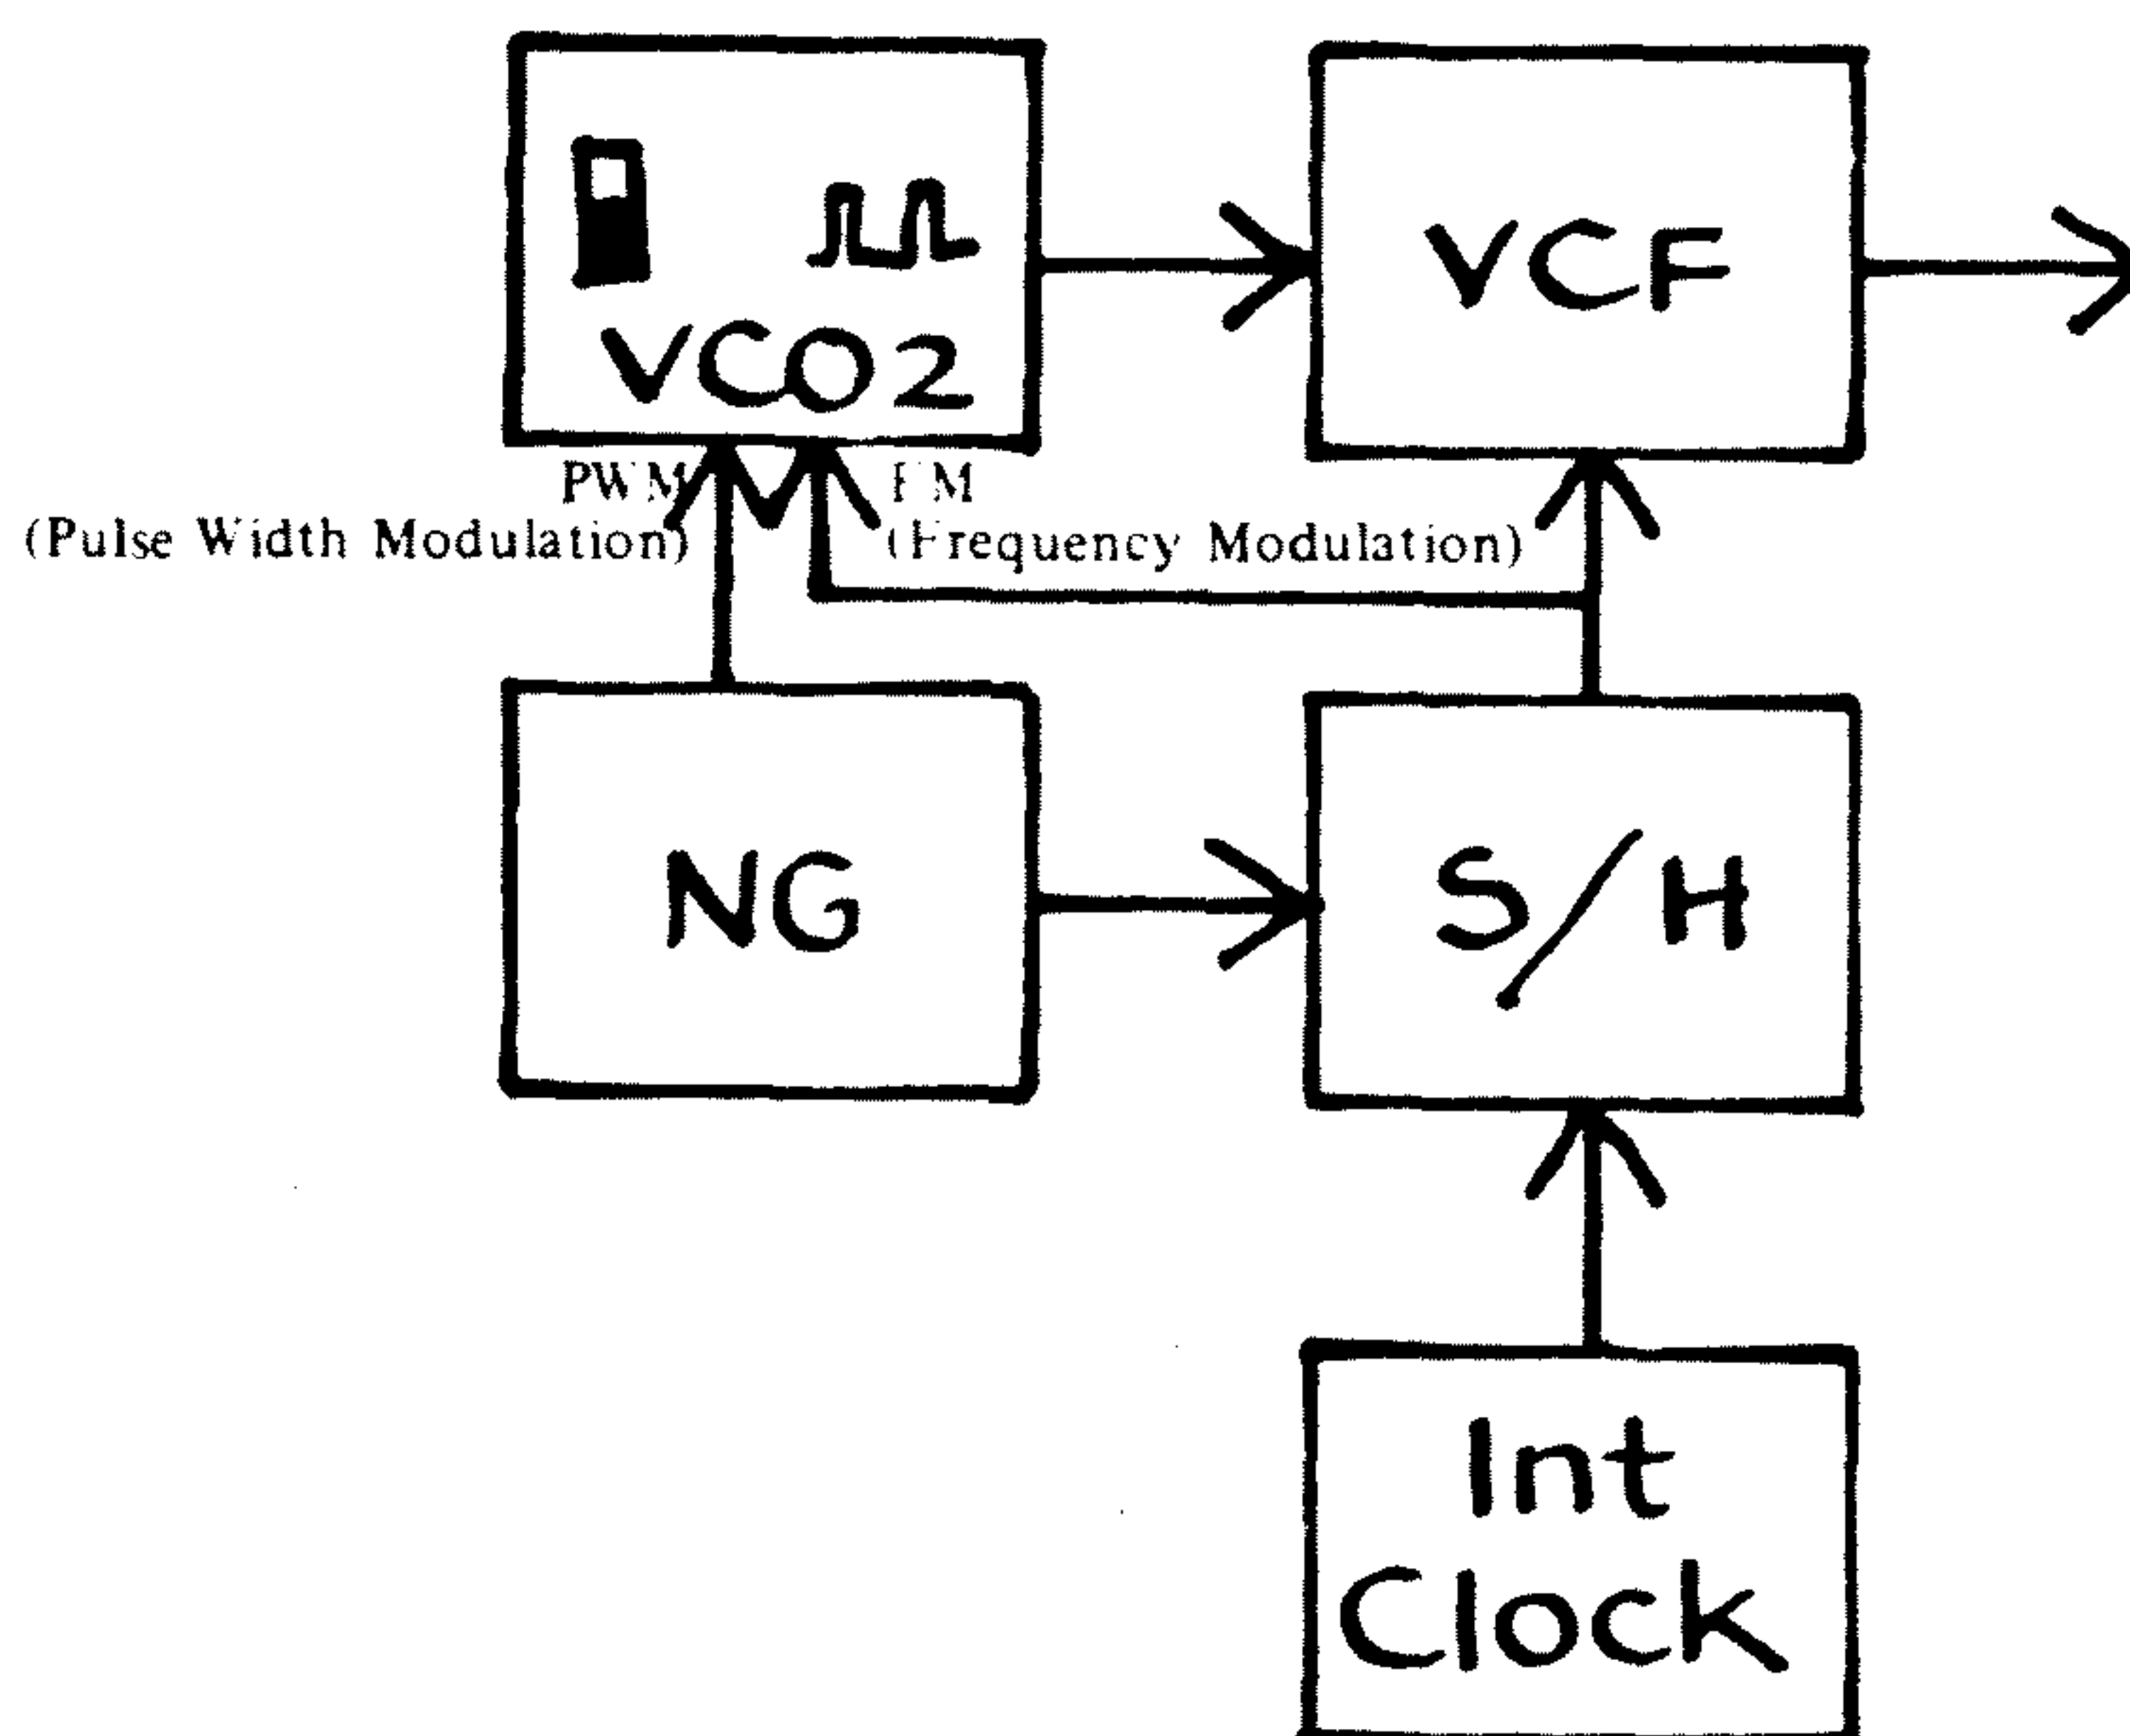 VCO2
VCF
PWM
FM
(Pulse Width Modulation)
(Frequency Modulation)
NG
S/H
Int
Clock